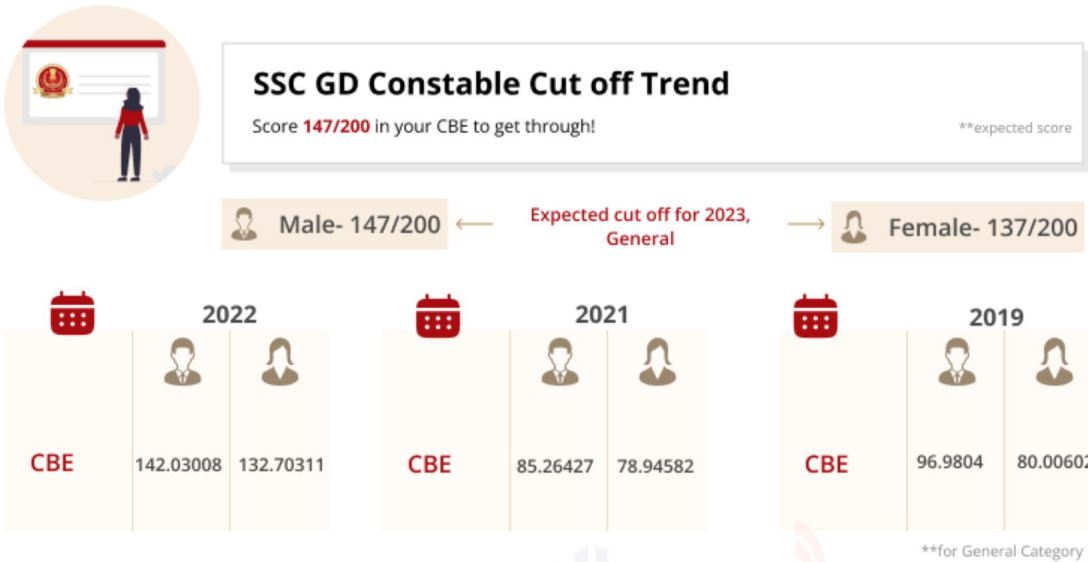 SSC GD Constable Cut off Trend
Score 147/200 in your CBE to get through!
**expected score
Male- 147/200
Expected cut off for 2023,
General
Female- 137/200
2022
2021
2019
CBE
142.03008
132.70311
CBE
85.26427
78.94582
CBE
96.9804
80.00602
**for General Category